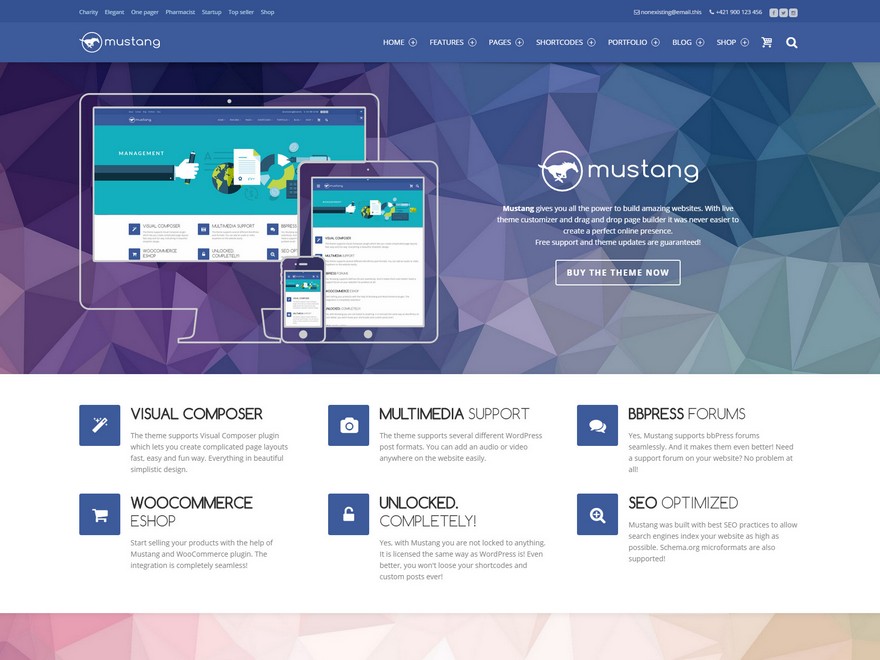 Charity Elegant One pager Pharmacist Startup Top seller Shop
nonexisting@email.this +421 900 123 456
mustang
HOME FEATURES PAGES SHORTCODES PORTFOLIO BLOG SHOP
MANAGEMENT
VISUAL COMPOSER
MULTIMEDIA SUPPORT
WOOCOMMERCE
ESHOP
UNLOCKED.
COMPLETELY!
mustang
VISUAL COMPOSER
MULTIMEDIA SUPPORT
BBPRESS FORUMS
WOOCOMMERCE ESHOP
UNLOCKED. COMPLETELY!
mustang
Mustang gives you all the power to build amazing websites. With live
theme customizer and drag and drop page builder it was never easier to
create a perfect online presence.
Free support and theme updates are guaranteed!
BUY THE THEME NOW
VISUAL COMPOSER
The theme supports Visual Composer plugin
which lets you create complicated page layouts
fast, easy and fun way. Everything in beautiful
simplistic design.
MULTIMEDIA SUPPORT
The theme supports several different WordPress
post formats. You can add an audio or video
anywhere on the website easily.
BBPRESS FORUMS
Yes, Mustang supports bbPress forums
seamlessly. And it makes them even better! Need
a support forum on your website? No problem at
all!
WOOCOMMERCE
ESHOP
Start selling your products with the help of
Mustang and WooCommerce plugin. The
integration is completely seamless!
UNLOCKED.
COMPLETELY!
Yes, with Mustang you are not locked to anything.
It is licensed the same way as WordPress is! Even
better, you won't loose your shortcodes and
custom posts ever!
SEO OPTIMIZED
Mustang was built with best SEO practices to allow
search engines index your website as high as
possible. Schema.org microformats are also
supported!